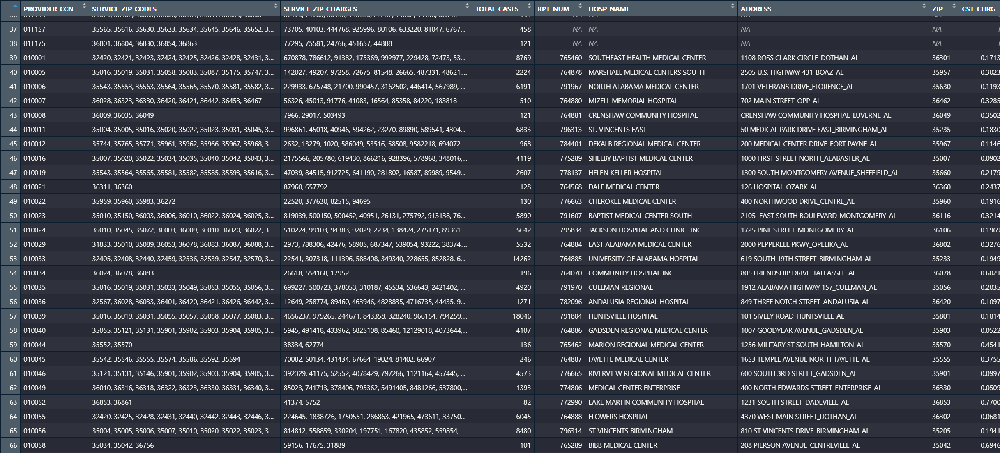 PROVIDER_CCN SERVICE_ZIP_CODES SERVICE_ZIP_CHARGES TOTAL_CASES RPT_NUM HOSP_NAME ADDRESS ZIP CST_CHRG
37 01T157 35565, 35616, 35630, 35633, 35634, 35645, 35646, 35652, 3... 73705, 40103, 444768, 925996, 80106, 633220, 81047, 6767... 458 NA NA NA NA
38 01T175 36801, 36804, 36830, 36854, 36863 77295, 75581, 24766, 451657, 44888 121 NA NA NA NA
39 010001 32420, 32421, 32423, 32424, 32425, 32426, 32428, 32431, 3... 670878, 786612, 91382, 175369, 992977, 229428, 72473, 53... 8769 765460 SOUTHEAST HEALTH MEDICAL CENTER 1108 ROSS CLARK CIRCLE_DOTHAN_AL 36301 0.1713
40 010005 35016, 35019, 35031, 35058, 35083, 35087, 35175, 35747, 3... 142027, 49207, 97258, 72675, 81548, 26665, 487331, 48621,... 2224 764878 MARSHALL MEDICAL CENTERS SOUTH 2505 U.S. HIGHWAY 431_BOAZ_AL 35957 0.3023
41 010006 35543, 35553, 35563, 35564, 35565, 35570, 35581, 35582, 3... 229933, 675748, 21700, 990457, 3162502, 446414, 567989, ... 6191 791967 NORTH ALABAMA MEDICAL CENTER 1701 VETERANS DRIVE_FLORENCE_AL 35630 0.1193
42 010007 36028, 36323, 36330, 36420, 36421, 36442, 36453, 36467 56326, 45013, 91776, 41083, 16564, 85358, 84220, 183818 510 764880 MIZELL MEMORIAL HOSPITAL 702 MAIN STREET_OPP_AL 36462 0.3285
43 010008 36009, 36035, 36049 7966, 29017, 503493 121 764881 CRENSHAW COMMUNITY HOSPITAL CRENSHAW COMMUNITY HOSPITAL_LUVERNE_AL 36049 0.3502
44 010011 35004, 35005, 35016, 35020, 35022, 35023, 35031, 35045, 3... 996861, 45018, 40946, 594262, 23270, 89890, 589541, 4304... 6833 796313 ST. VINCENTS EAST 50 MEDICAL PARK DRIVE EAST_BIRMINGHAM_AL 35235 0.1830
45 010012 35744, 35765, 35771, 35961, 35962, 35966, 35967, 35968, 3... 2632, 13279, 1020, 586049, 53516, 58508, 9582218, 694072,... 968 784401 DEKALB REGIONAL MEDICAL CENTER 200 MEDICAL CENTER DRIVE_FORT PAYNE_AL 35967 0.1146
46 010016 35007, 35020, 35022, 35034, 35035, 35040, 35042, 35043, 3... 2175566, 205780, 619430, 866216, 928396, 578968, 348016,... 4119 775289 SHELBY BAPTIST MEDICAL CENTER 1000 FIRST STREET NORTH_ALABASTER_AL 35007 0.0902
47 010019 35543, 35564, 35565, 35581, 35582, 35585, 35593, 35616, 3... 47039, 84515, 912725, 641190, 281802, 16587, 89989, 9549... 2607 778137 HELEN KELLER HOSPITAL 1300 SOUTH MONTGOMERY AVENUE_SHEFFIELD_AL 35660 0.2179
48 010021 36311, 36360 87960, 657792 128 764568 DALE MEDICAL CENTER 126 HOSPITAL_OZARK_AL 36360 0.2437
49 010022 35959, 35960, 35983, 36272 22520, 377630, 82515, 94695 130 776663 CHEROKEE MEDICAL CENTER 400 NORTHWOOD DRIVE_CENTRE_AL 35960 0.1916
50 010023 35010, 35150, 36003, 36006, 36010, 36022, 36024, 36025, 3... 819039, 500150, 500452, 40951, 26131, 275792, 913138, 76... 5890 791607 BAPTIST MEDICAL CENTER SOUTH 2105  EAST SOUTH BOULEVARD_MONTGOMERY_AL 36116 0.3214
51 010024 35010, 35045, 35072, 36003, 36009, 36010, 36020, 36022, 3... 510224, 99103, 94383, 92029, 2234, 138424, 275171, 89361... 5642 795834 JACKSON HOSPITAL AND CLINIC  INC 1725 PINE STREET_MONTGOMERY_AL 36106 0.1969
52 010029 31833, 35010, 35089, 36053, 36078, 36083, 36087, 36088, 3... 2973, 788306, 42476, 58905, 687347, 539054, 93222, 38374,... 5532 764884 EAST ALABAMA MEDICAL CENTER 2000 PEPPERELL PKWY_OPELIKA_AL 36802 0.3276
53 010033 32405, 32408, 32440, 32459, 32536, 32539, 32547, 32570, 3... 22541, 307318, 111396, 588408, 349340, 228655, 852828, 6... 14262 764885 UNIVERSITY OF ALABAMA HOSPITAL 619 SOUTH 19TH STREET_BIRMINGHAM_AL 35233 0.1949
54 010034 36024, 36078, 36083 26618, 554168, 17952 196 764070 COMMUNITY HOSPITAL INC. 805 FRIENDSHIP DRIVE_TALLASSEE_AL 36078 0.6021
55 010035 35016, 35019, 35031, 35033, 35049, 35053, 35055, 35056, 3... 699227, 500723, 378053, 310187, 45534, 536643, 2421402, ... 4920 791970 CULLMAN REGIONAL 1912 ALABAMA HIGHWAY 157_CULLMAN_AL 35056 0.2035
56 010036 32567, 36028, 36033, 36401, 36420, 36421, 36426, 36442, 3... 12649, 258774, 89460, 463946, 4828835, 4716735, 44435, 9... 1271 782096 ANDALUSIA REGIONAL HOSPITAL 849 THREE NOTCH STREET_ANDALUSIA_AL 36420 0.1097
57 010039 35016, 35019, 35031, 35055, 35057, 35058, 35077, 35083, 3... 4656237, 979265, 244671, 843358, 328240, 966154, 794259,... 18046 791804 HUNTSVILLE HOSPITAL 101 SIVLEY ROAD_HUNTSVILLE_AL 35801 0.1814
58 010040 35055, 35121, 35131, 35901, 35902, 35903, 35904, 35905, 3... 5945, 491418, 433962, 6825108, 85460, 12129018, 4073644,... 4107 764886 GADSDEN REGIONAL MEDICAL CENTER 1007 GOODYEAR AVENUE_GADSDEN_AL 35903 0.0522
59 010044 35552, 35570 38334, 62774 136 765462 MARION REGIONAL MEDICAL CENTER 1256 MILITARY ST SOUTH_HAMILTON_AL 35570 0.4541
60 010045 35542, 35546, 35555, 35574, 35586, 35592, 35594 70082, 50134, 431434, 67664, 19024, 81402, 66907 246 764887 FAYETTE MEDICAL CENTER 1653 TEMPLE AVENUE NORTH_FAYETTE_AL 35555 0.3755
61 010046 35121, 35131, 35146, 35901, 35902, 35903, 35904, 35905, 3... 392329, 41175, 52552, 4078429, 797266, 1121164, 457445, ... 4573 776665 RIVERVIEW REGIONAL MEDICAL CENTER 600 SOUTH 3RD STREET_GADSDEN_AL 35901 0.0997
62 010049 36010, 36316, 36318, 36322, 36323, 36330, 36331, 36340, 3... 85023, 741713, 378406, 795362, 5491405, 8481266, 537800,... 1393 774806 MEDICAL CENTER ENTERPRISE 400 NORTH EDWARDS STREET_ENTERPRISE_AL 36330 0.0509
63 010052 36853, 36861 41374, 5752 82 772990 LAKE MARTIN COMMUNITY HOSPITAL 1231 SOUTH STREET_DADEVILLE_AL 36853 0.7700
64 010055 32420, 32425, 32428, 32431, 32440, 32442, 32443, 32446, 3... 224645, 1838726, 1750551, 286863, 421965, 473611, 33750... 6045 764888 FLOWERS HOSPITAL 4370 WEST MAIN STREET_DOTHAN_AL 36302 0.0681
65 010056 35004, 35005, 35006, 35007, 35010, 35020, 35022, 35023, 3... 814812, 558859, 330204, 197751, 167820, 435852, 559854, ... 8480 796314 ST VINCENTS BIRMINGHAM 810 ST VINCENTS DRIVE_BIRMINGHAM_AL 35205 0.1941
66 010058 35034, 35042, 36756 59156, 17675, 31889 101 765289 BIBB MEDICAL CENTER 208 PIERSON AVENUE_CENTREVILLE_AL 35042 0.6946